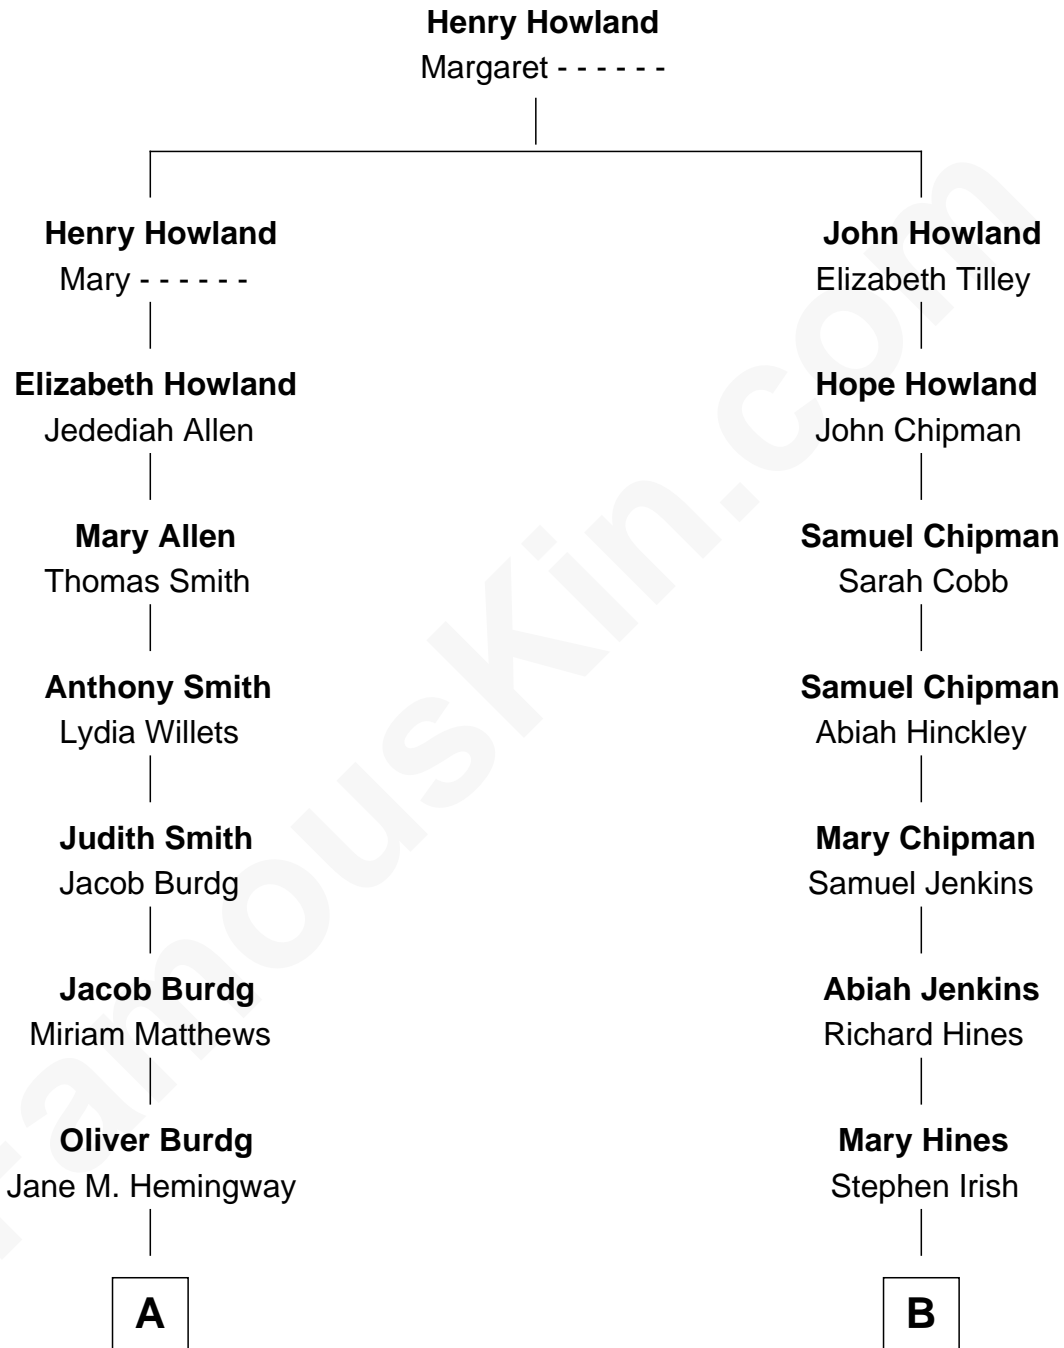 Henry Howland
Margaret - - - - - -
Henry Howland
Mary - - - - - -
John Howland
Elizabeth Tilley
Elizabeth Howland
Jedediah Allen
Hope Howland
John Chipman
Mary Allen
Thomas Smith
Samuel Chipman
Sarah Cobb
Anthony Smith
Lydia Willets
Samuel Chipman
Abiah Hinckley
Judith Smith
Jacob Burdg
Mary Chipman
Samuel Jenkins
Jacob Burdg
Miriam Matthews
Abiah Jenkins
Richard Hines
Oliver Burdg
Jane M. Hemingway
Mary Hines
Stephen Irish
A
B
FamousKin.com